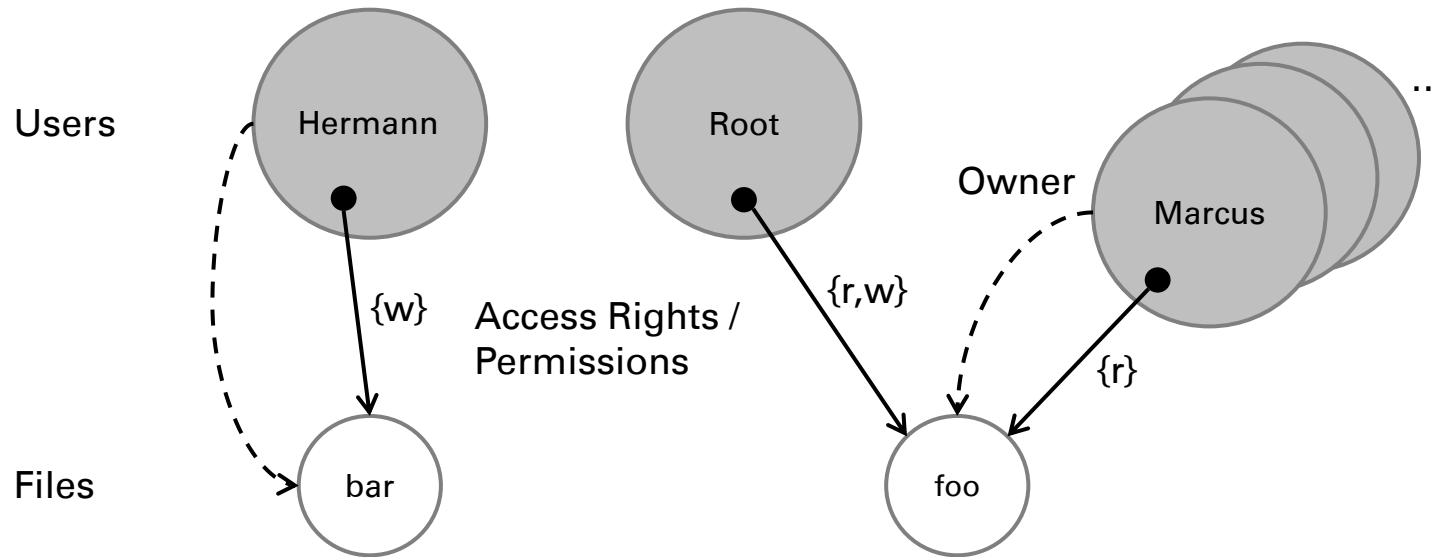 Users
Hermann
Root
..
Owner
Marcus
{w}
Access Rights /
Permissions
{r,w}
{r}
Files
bar
foo